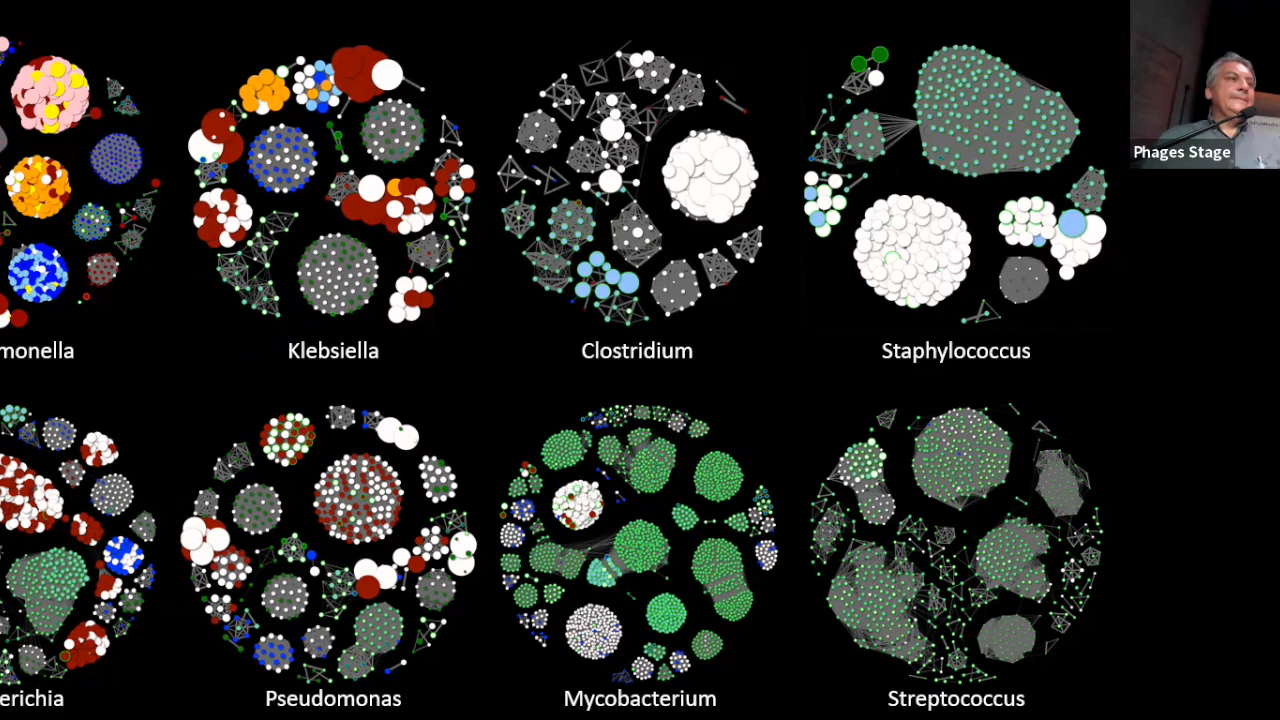 Phages Stage
monella
Klebsiella
Clostridium
Staphylococcus
erichia
Pseudomonas
Mycobacterium
Streptococcus